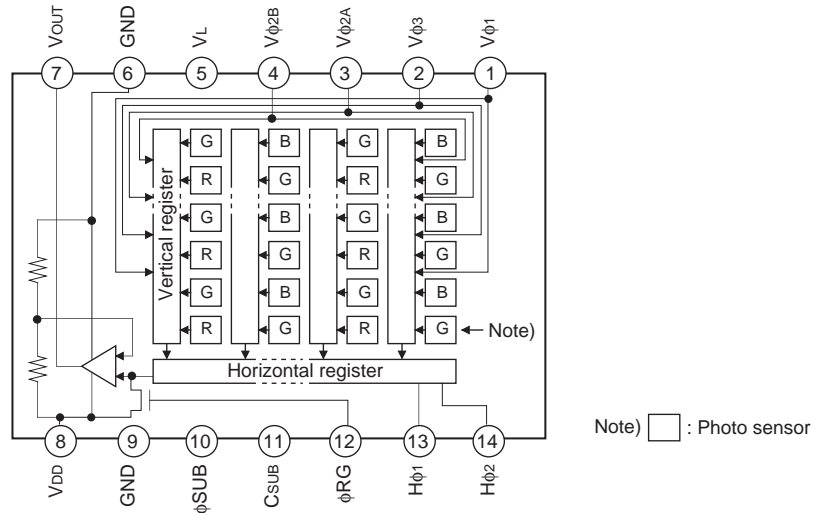 VOUT GND VL Vφ2B Vφ2A Vφ3 Vφ1
7 6 5 4 3 2 1
G B G B
R G R G
G B G B
R G R G
G B G B
R G R G
Vertical register
Note)
Horizontal register
8 9 10 11 12 13 14
VDD GND φSUB CSUB φRG Hφ1 Hφ2
Note) : Photo sensor